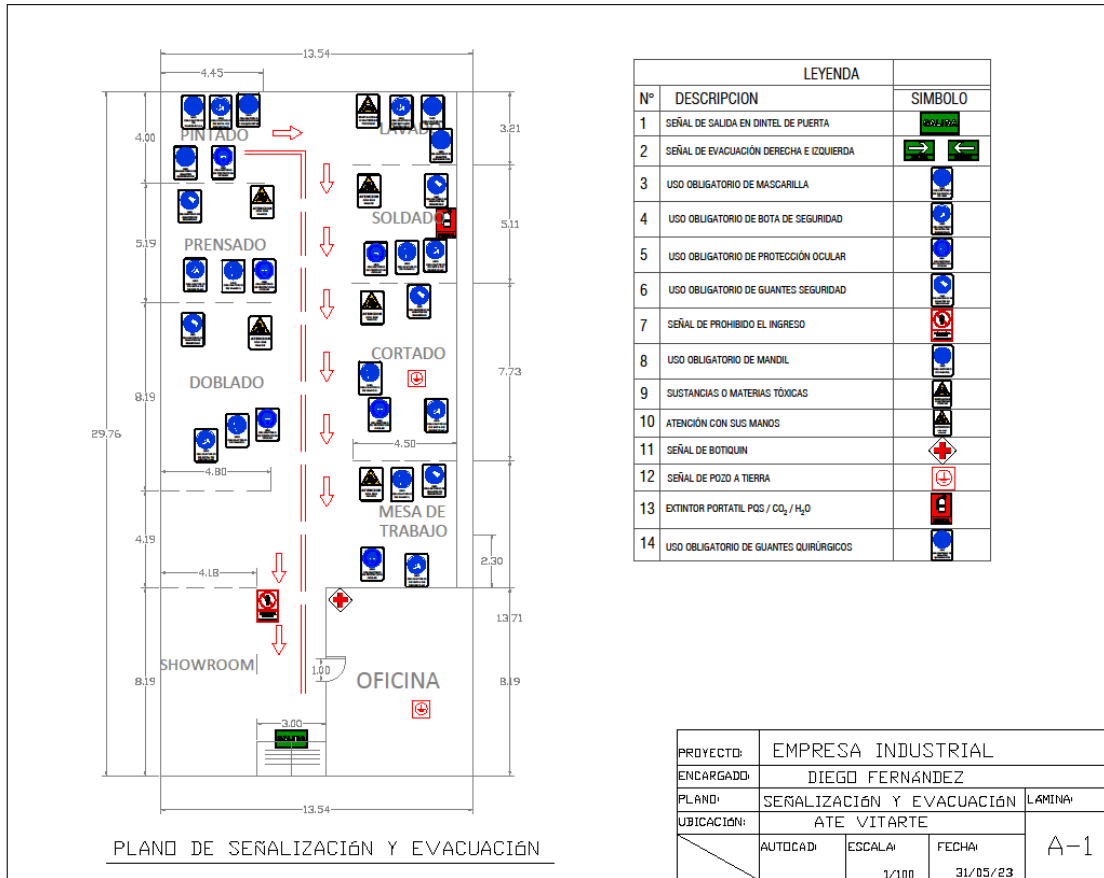 13.54
4.45
4.00
PINTADO
LAVADO
3.21
SOLDADO
5.11
5.19
PRENSADO
CORTADO
7.73
DOBLADO
8.19
29.76
4.50
4.80
MESA DE
TRABAJO
4.19
2.30
4.18
13.71
SHOWROOM
1.00
OFICINA
8.19
8.19
3.00
SALIDA
13.54
PLANO DE SEÑALIZACIÓN Y EVACUACIÓN
LEYENDA
N° DESCRIPCION SIMBOLO
1 SEÑAL DE SALIDA EN DINTEL DE PUERTA SALIDA
2 SEÑAL DE EVACUACIÓN DERECHA E IZQUIERDA
3 USO OBLIGATORIO DE MASCARILLA
4 USO OBLIGATORIO DE BOTA DE SEGURIDAD
5 USO OBLIGATORIO DE PROTECCIÓN OCULAR
6 USO OBLIGATORIO DE GUANTES SEGURIDAD
7 SEÑAL DE PROHIBIDO EL INGRESO
8 USO OBLIGATORIO DE MANDIL
9 SUSTANCIAS O MATERIAS TÓXICAS
10 ATENCIÓN CON SUS MANOS
11 SEÑAL DE BOTIQUIN
12 SEÑAL DE POZO A TIERRA
13 EXTINTOR PORTATIL PQS / CO₂ / H₂O
14 USO OBLIGATORIO DE GUANTES QUIRÚRGICOS
PROYECTO: EMPRESA INDUSTRIAL
ENCARGADO: DIEGO FERNÁNDEZ
PLANO: SEÑALIZACIÓN Y EVACUACIÓN LÁMINA:
UBICACIÓN: ATE VITARTE
A-1
AUTOCAD: ESCALA: FECHA:
1/100 31/05/23